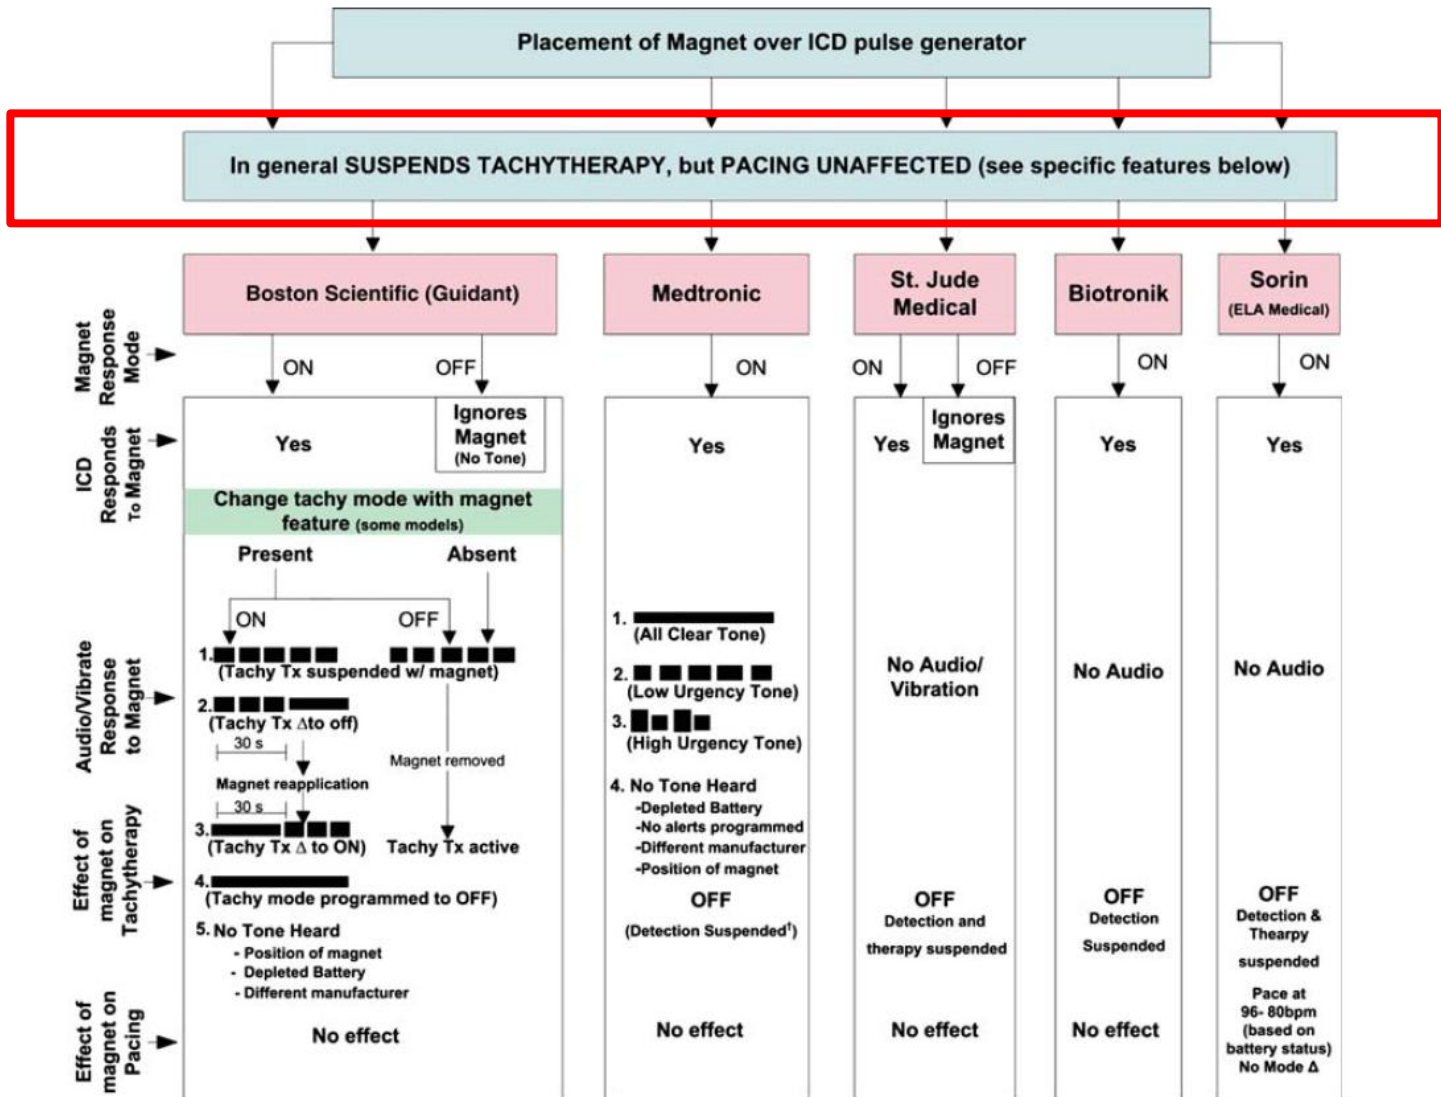 Placement of Magnet over ICD pulse generator
In general SUSPENDS TACHYTHERAPY, but PACING UNAFFECTED (see specific features below)
Boston Scientific (Guidant)
Medtronic
St. Jude
Medical
Biotronik
Sorin
(ELA Medical)
Magnet
Response
Mode
ON
OFF
ON
ON
OFF
ON
ON
ICD
Responds
To Magnet
Yes
Ignores
Magnet
(No Tone)
Yes
Yes
Ignores
Magnet
Yes
Yes
Change tachy mode with magnet
feature (some models)
Present
Absent
ON
OFF
Audio/Vibrate
Response
to Magnet
1.
(Tachy Tx suspended w/ magnet)
2.
(Tachy Tx Δto off)
30 s
Magnet reapplication
Magnet removed
30 s
3.
(Tachy Tx Δ to ON)
Tachy Tx active
4.
(Tachy mode programmed to OFF)
5. No Tone Heard
- Position of magnet
- Depleted Battery
- Different manufacturer
1.
(All Clear Tone)
2.
(Low Urgency Tone)
3.
(High Urgency Tone)
4. No Tone Heard
-Depleted Battery
-No alerts programmed
-Different manufacturer
-Position of magnet
No Audio/
Vibration
No Audio
No Audio
Effect of
magnet on
Tachytherapy
OFF
(Detection Suspended†)
OFF
Detection and
therapy suspended
OFF
Detection
Suspended
OFF
Detection &
Thearpy
suspended
Effect of
magnet on
Pacing
No effect
No effect
No effect
No effect
Pace at
96- 80bpm
(based on
battery status)
No Mode Δ